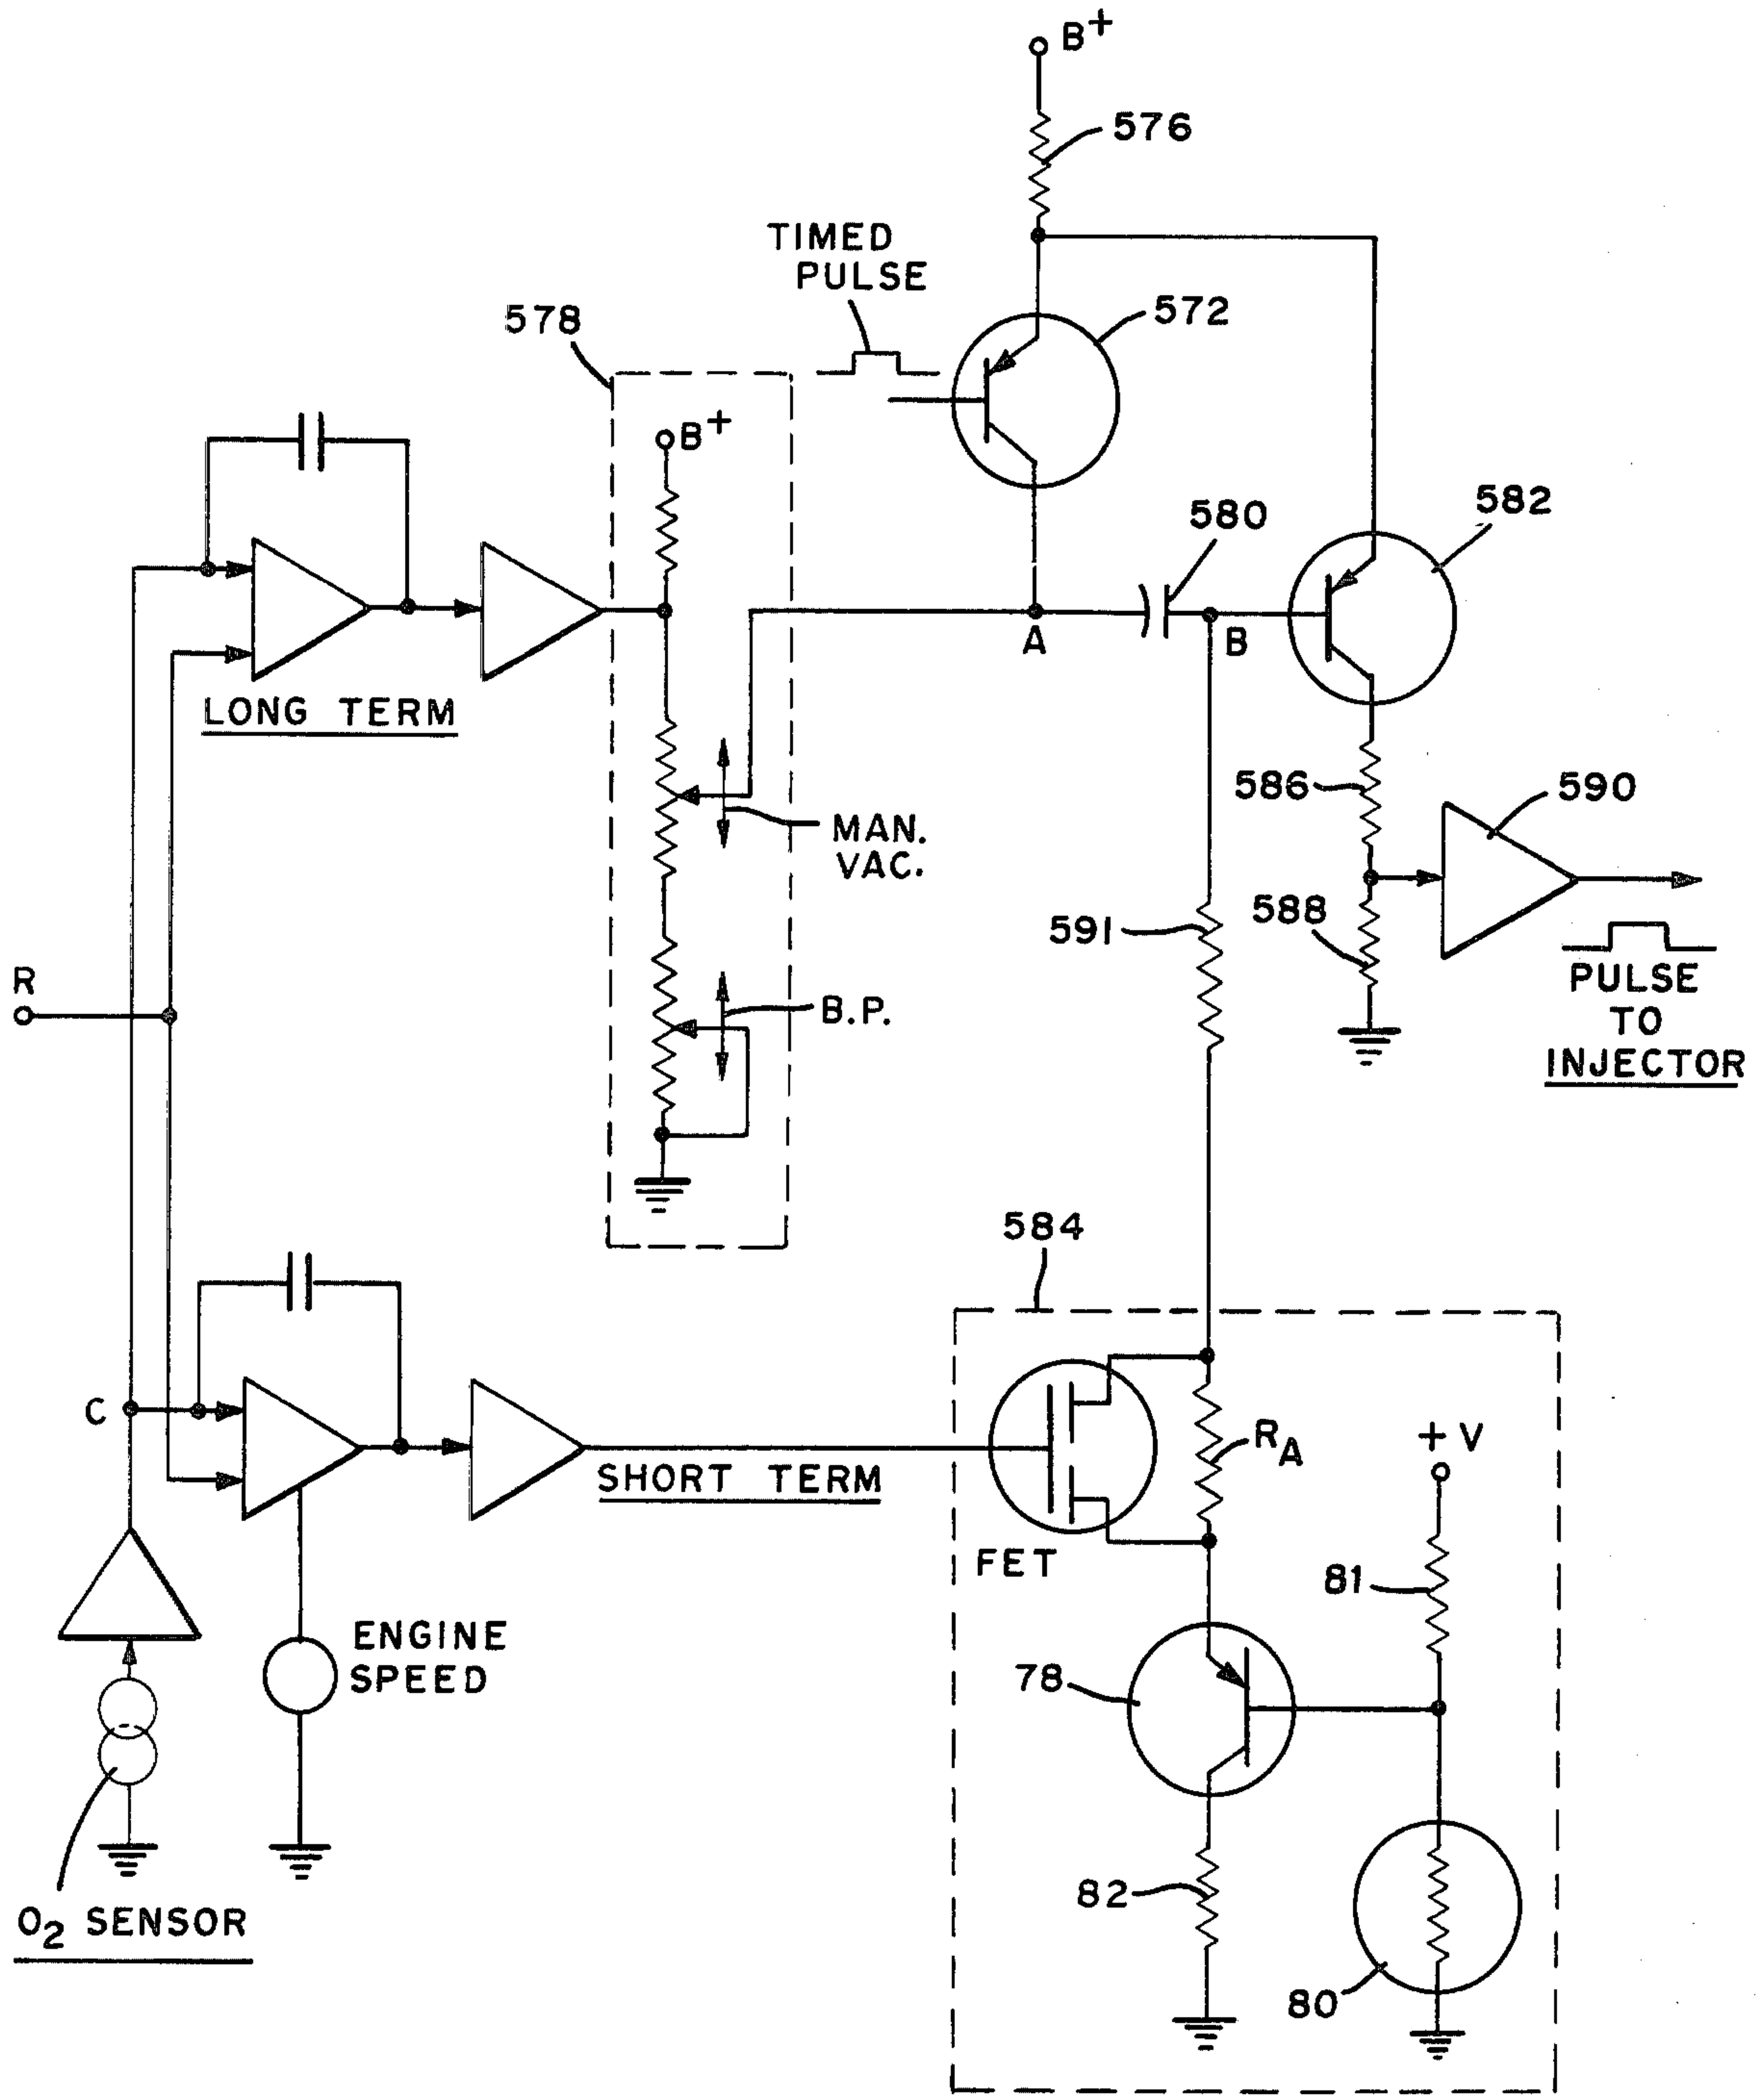 B+
576
TIMED
PULSE
572
578
B+
580
582
A
B
LONG TERM
586
590
MAN.
VAC.
588
591
R
B.P.
PULSE
TO
INJECTOR
584
C
RA
+ V
SHORT TERM
FET
81
ENGINE
SPEED
78
82
O2 SENSOR
80